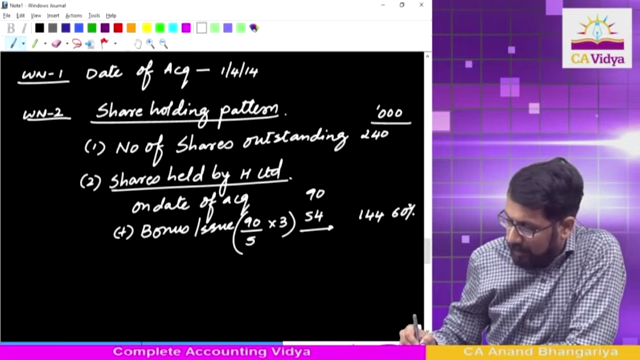 Note1 - Windows Journal
File Edit View Insert Actions Tools Help
B
WN-1 Date of Acq – 1/4/14
WN-2 Shareholding pattern.
'000
(1) No of Shares outstanding 240
(2) Shares held by H Ltd.
on date of acq 90
(+) Bonus Issue (90/5 × 3) 54 144 60%
CA Vidya
Complete Accounting Vidya CA Anand Bhangariya